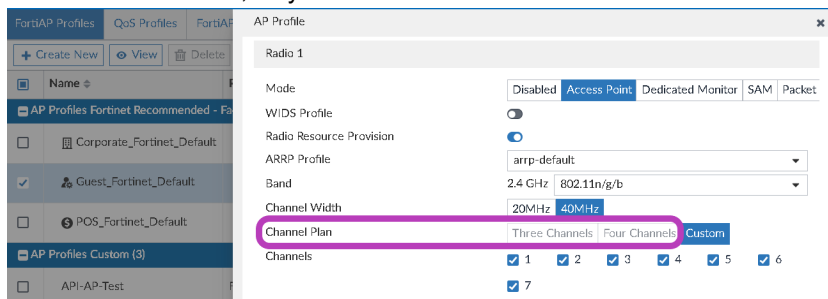 FortiAP Profiles QoS Profiles FortiAP
AP Profile
Create New View Delete
Radio 1
Name
Mode Disabled Access Point Dedicated Monitor SAM Packet
AP Profiles Fortinet Recommended - Fa
WIDS Profile
Radio Resource Provision
Corporate_Fortinet_Default
ARRP Profile arrp-default
Guest_Fortinet_Default
Band 2.4 GHz 802.11n/g/b
Channel Width 20MHz 40MHz
POS_Fortinet_Default
Channel Plan Three Channels Four Channels Custom
AP Profiles Custom (3)
Channels 1 2 3 4 5 6
7
API-AP-Test